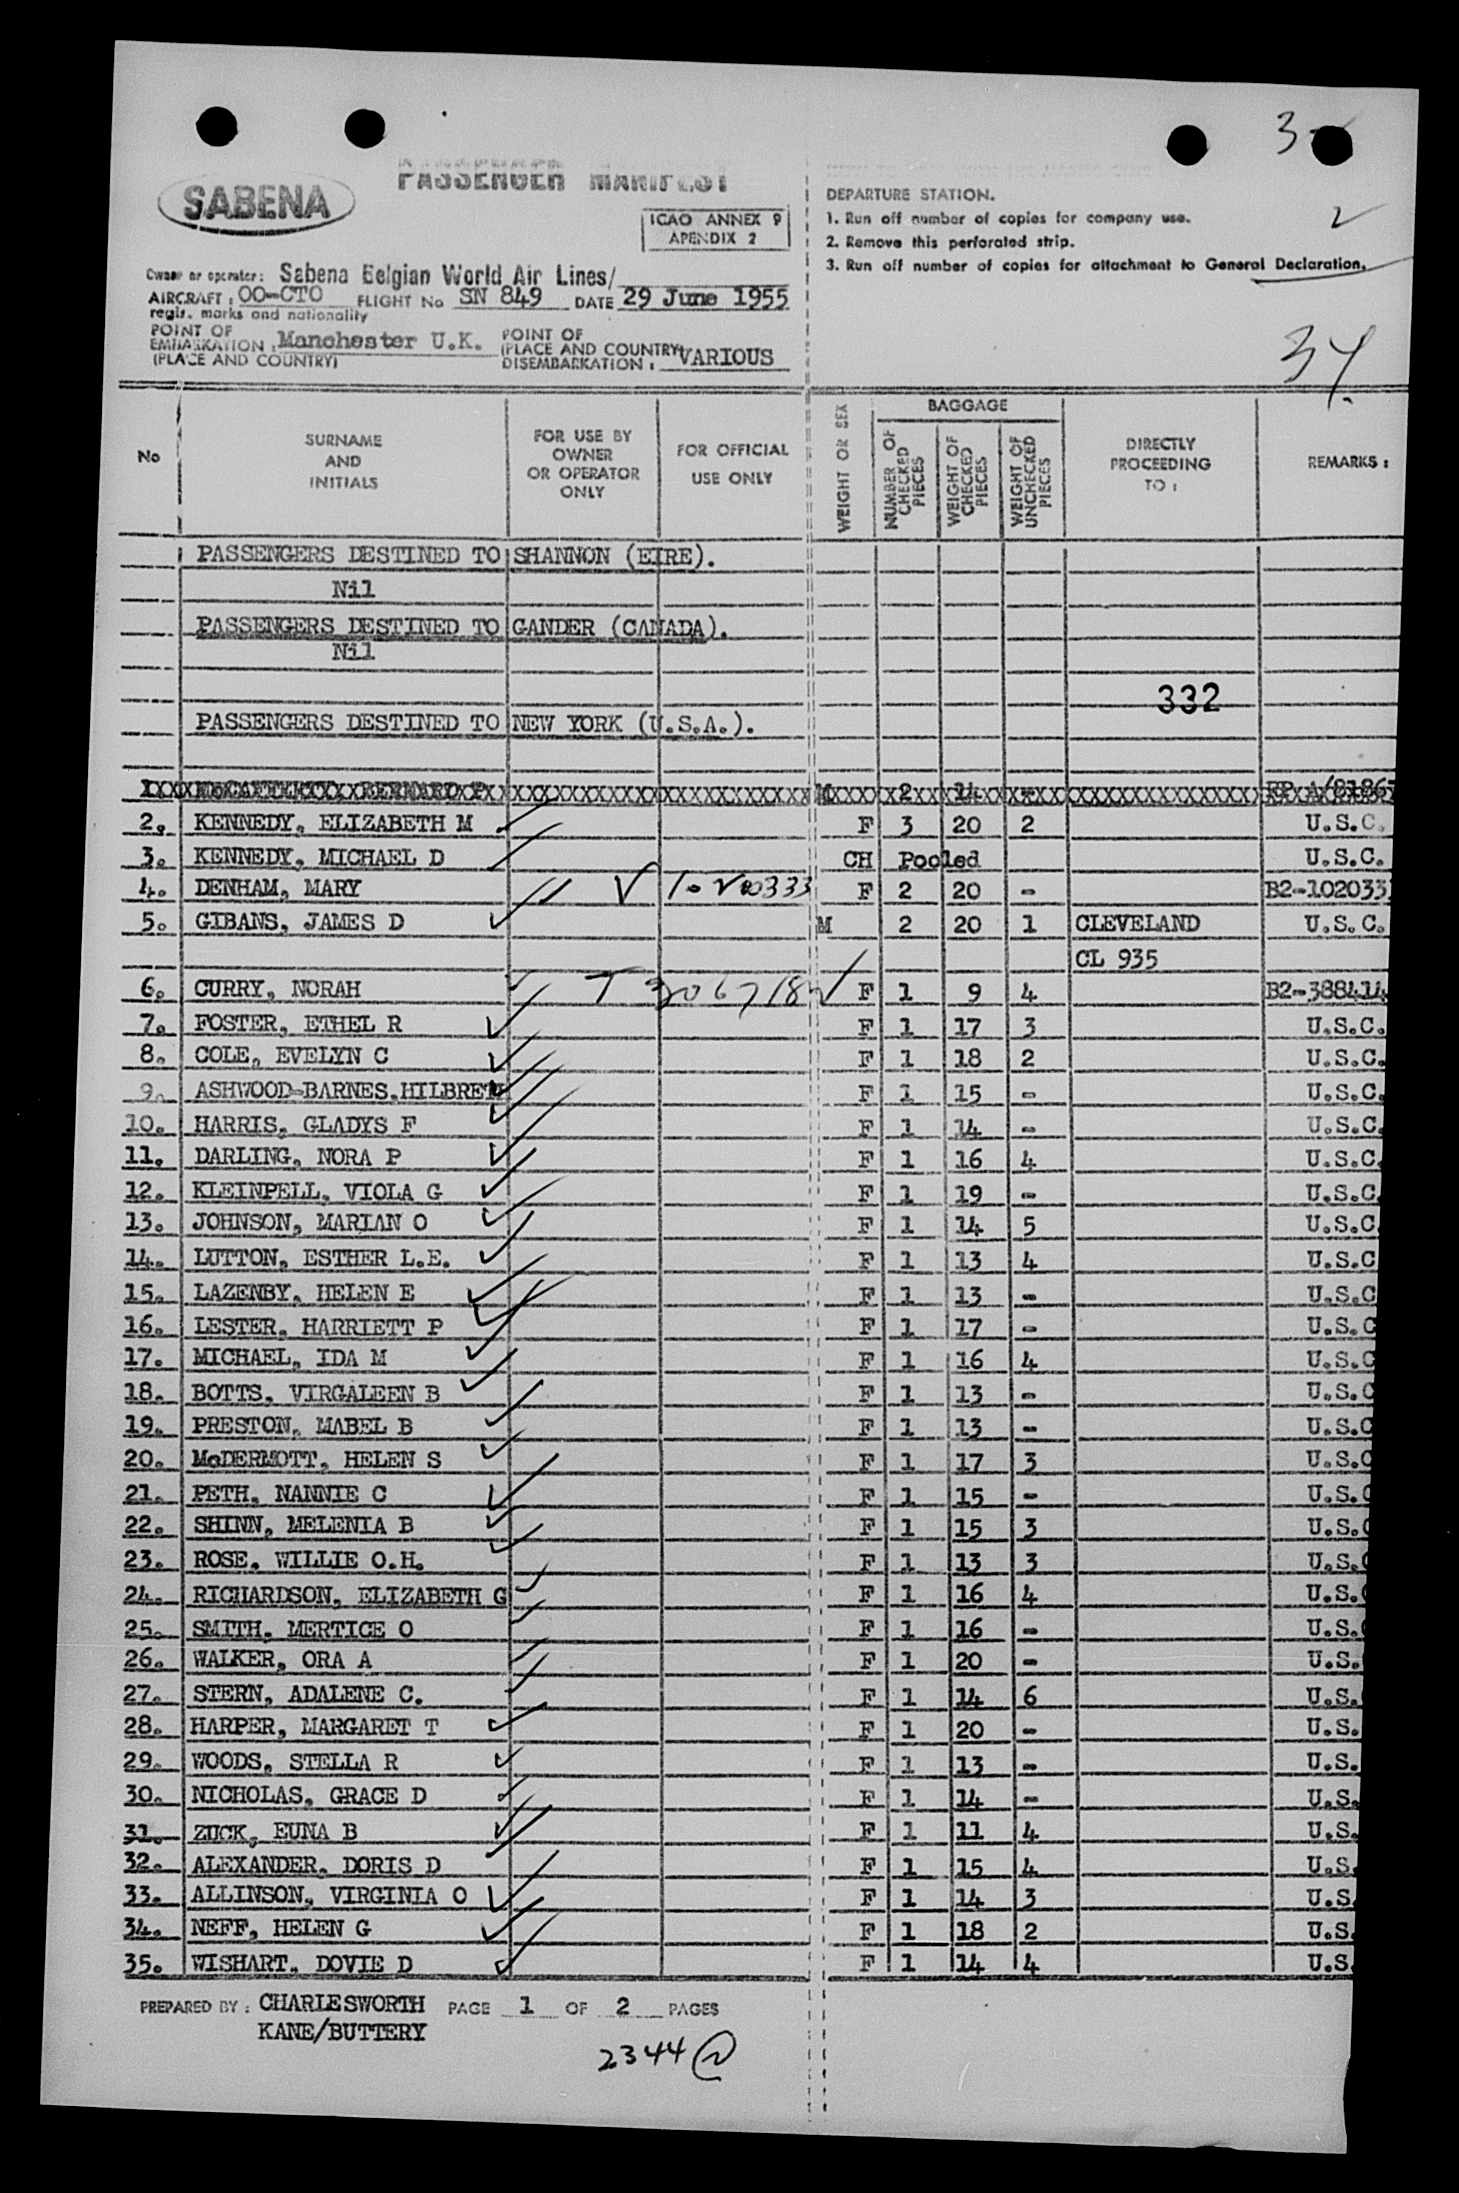 3
PASSENGER MANIFEST
SABENA
ICAO ANNEX 9
APENDIX 2
DEPARTURE STATION.
1. Run off number of copies for company use.
2. Remove this perforated strip.
3. Run off number of copies for attachment to General Declaration.
2
Owner or operator: Sabena Belgian World Air Lines/
AIRCRAFT: OO-CTO FLIGHT No SN 849 DATE 29 June 1955
regis. marks and nationality
POINT OF EMBARKATION: Manchester U.K.
(PLACE AND COUNTRY)
POINT OF
(PLACE AND COUNTRY) VARIOUS
DISEMBARKATION:
34.
No SURNAME AND INITIALS FOR USE BY OWNER OR OPERATOR ONLY FOR OFFICIAL USE ONLY WEIGHT OR SEX BAGGAGE NUMBER OF CHECKED PIECES WEIGHT OF CHECKED PIECES WEIGHT OF UNCHECKED PIECES DIRECTLY PROCEEDING TO: REMARKS:
PASSENGERS DESTINED TO SHANNON (EIRE).
Nil
PASSENGERS DESTINED TO GANDER (CANADA).
Nil
332
PASSENGERS DESTINED TO NEW YORK (U.S.A.).
BERNARD P M 2 14 -
2. KENNEDY, ELIZABETH M F 3 20 2 U.S.C.
3. KENNEDY, MICHAEL D CH Pooled U.S.C.
4. DENHAM, MARY F 2 20 - B2-102033
5. GIBANS, JAMES D M 2 20 1 CLEVELAND U.S.C.
CL 935
6. CURRY, NORAH F 1 9 4 B2-388414
7. FOSTER, ETHEL R F 1 17 3 U.S.C.
8. COLE, EVELYN C F 1 18 2 U.S.C.
9. ASHWOOD-BARNES, HILBRETH F 1 15 - U.S.C.
10. HARRIS, GLADYS F F 1 14 - U.S.C.
11. DARLING, NORA P F 1 16 4 U.S.C.
12. KLEINPELL, VIOLA G F 1 19 - U.S.C.
13. JOHNSON, MARIAN O F 1 14 5 U.S.C.
14. LUTTON, ESTHER L.E. F 1 13 4 U.S.C
15. LAZENBY, HELEN E F 1 13 - U.S.C
16. LESTER, HARRIETT P F 1 17 - U.S.C
17. MICHAEL, IDA M F 1 16 4 U.S.C
18. BOTTS, VIRGALEEN B F 1 13 - U.S.C
19. PRESTON, MABEL B F 1 13 - U.S.C
20. McDERMOTT, HELEN S F 1 17 3 U.S.C
21. PETH, NANNIE C F 1 15 - U.S.C
22. SHINN, MELENIA B F 1 15 3 U.S.C
23. ROSE, WILLIE O.H. F 1 13 3 U.S.C
24. RICHARDSON, ELIZABETH G F 1 16 4 U.S.C
25. SMITH, MERTICE O F 1 16 - U.S.C
26. WALKER, ORA A F 1 20 - U.S.
27. STERN, ADALENE C. F 1 14 6 U.S.
28. HARPER, MARGARET T F 1 20 - U.S.
29. WOODS, STELLA R F 1 13 - U.S.
30. NICHOLAS, GRACE D F 1 14 - U.S.
31. ZUCK, EUNA B F 1 11 4 U.S.
32. ALEXANDER, DORIS D F 1 15 4 U.S.
33. ALLINSON, VIRGINIA O F 1 14 3 U.S.
34. NEFF, HELEN G F 1 18 2 U.S.
35. WISHART, DOVIE D F 1 14 4 U.S.
PREPARED BY: CHARLESWORTH PAGE 1 OF 2 PAGES
KANE/BUTTERY
2344